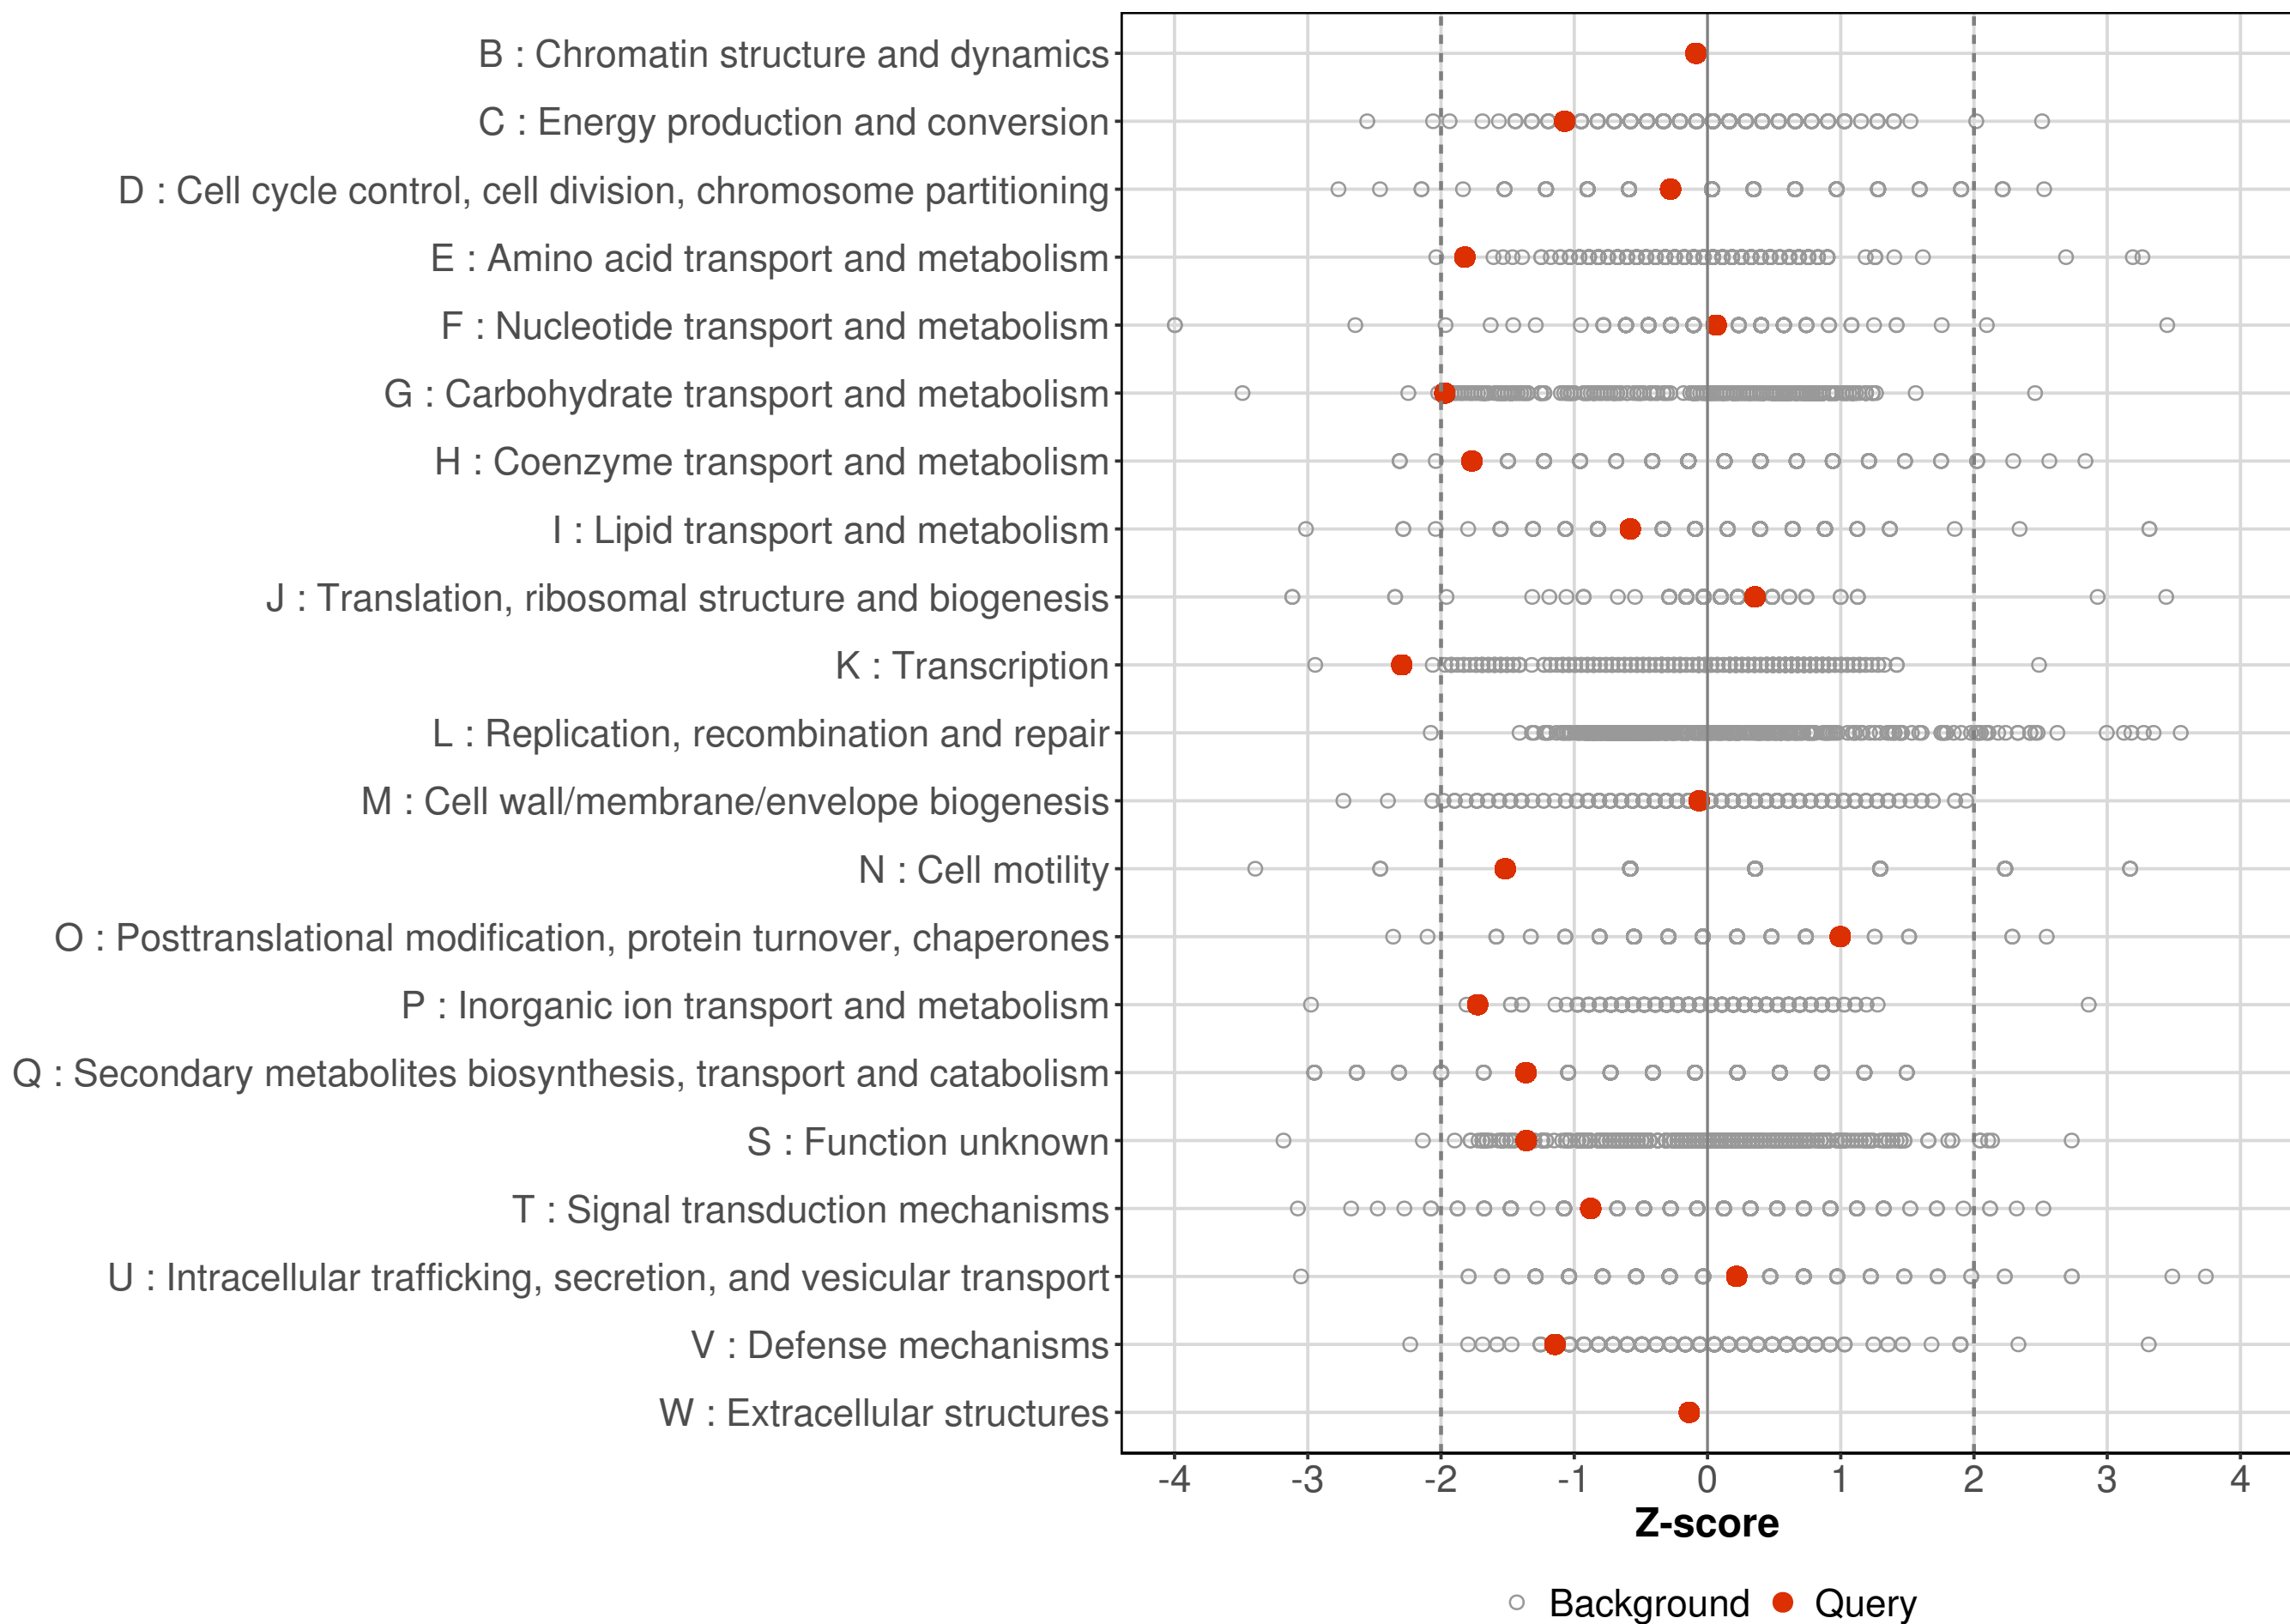 B : Chromatin structure and dynamics
C : Energy production and conversion
D : Cell cycle control, cell division, chromosome partitioning
E : Amino acid transport and metabolism
F : Nucleotide transport and metabolism
G : Carbohydrate transport and metabolism
H : Coenzyme transport and metabolism
I : Lipid transport and metabolism
J : Translation, ribosomal structure and biogenesis
K : Transcription
L : Replication, recombination and repair
M : Cell wall/membrane/envelope biogenesis
N : Cell motility
O : Posttranslational modification, protein turnover, chaperones
P : Inorganic ion transport and metabolism
Q : Secondary metabolites biosynthesis, transport and catabolism
S : Function unknown
T : Signal transduction mechanisms
U : Intracellular trafficking, secretion, and vesicular transport
V : Defense mechanisms
W : Extracellular structures
-4 -3 -2 -1 0 1 2 3 4
Z-score
Background Query